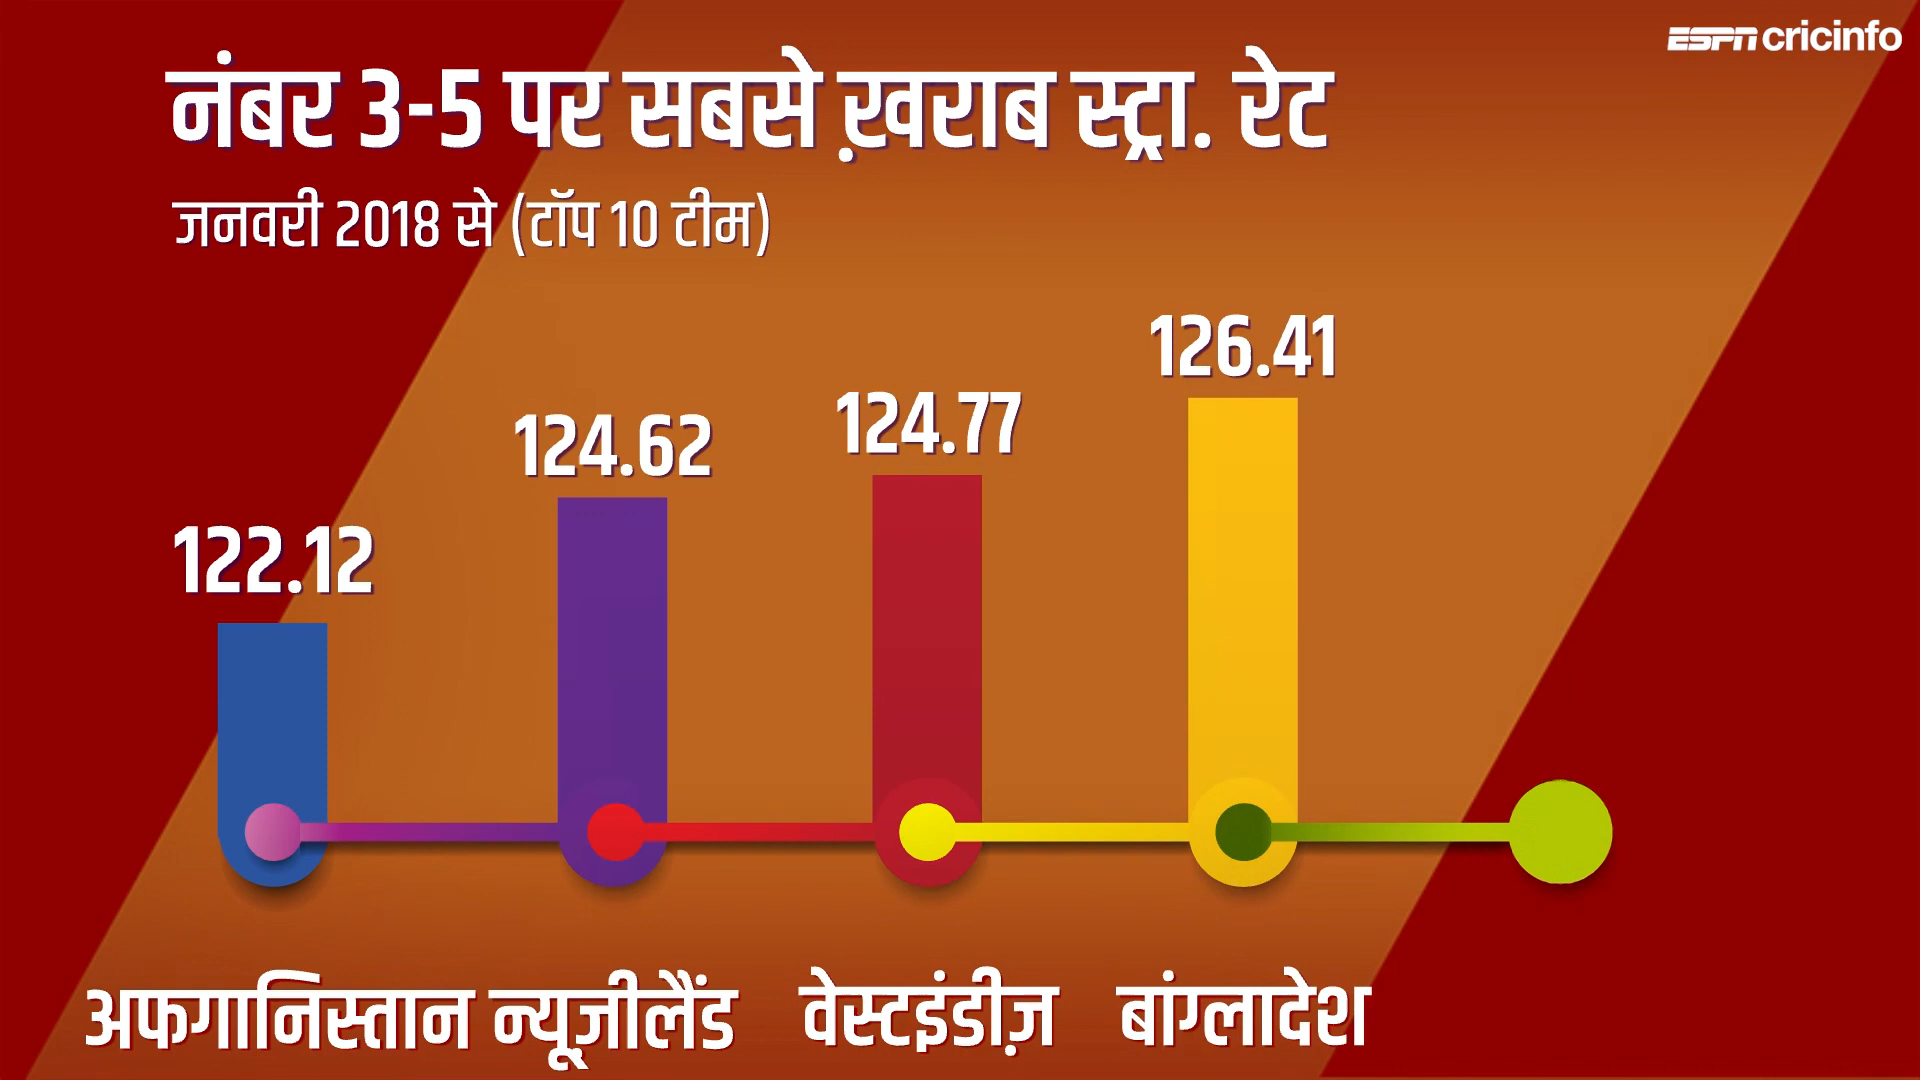 ESPN cricinfo
नंबर 3-5 पर सबसे ख़राब स्ट्रा. रेट
जनवरी 2018 से (टॉप 10 टीम)
122.12
124.62
124.77
126.41
अफगानिस्तान न्यूज़ीलैंड वेस्टइंडीज़ बांग्लादेश